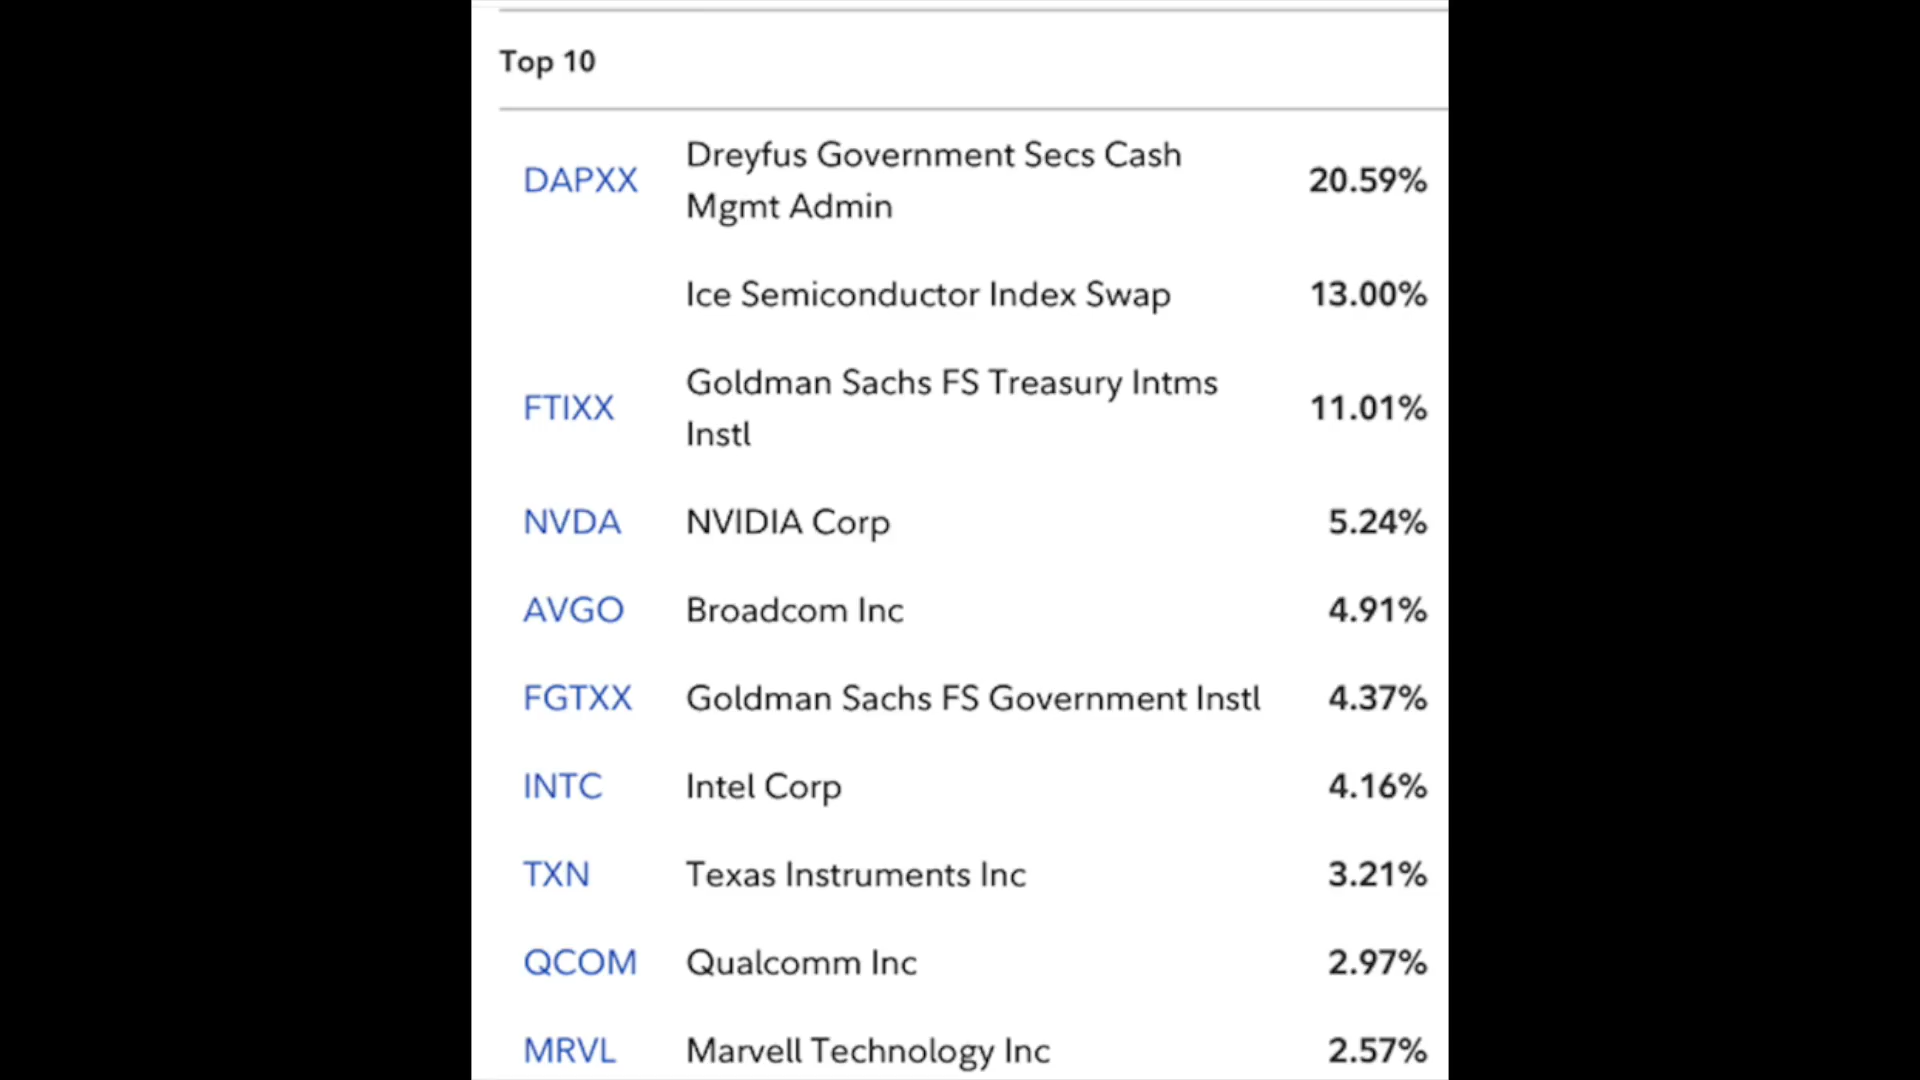 Top 10
DAPXX Dreyfus Government Secs Cash Mgmt Admin 20.59%
Ice Semiconductor Index Swap 13.00%
FTIXX Goldman Sachs FS Treasury Intms Instl 11.01%
NVDA NVIDIA Corp 5.24%
AVGO Broadcom Inc 4.91%
FGTXX Goldman Sachs FS Government Instl 4.37%
INTC Intel Corp 4.16%
TXN Texas Instruments Inc 3.21%
QCOM Qualcomm Inc 2.97%
MRVL Marvell Technology Inc 2.57%